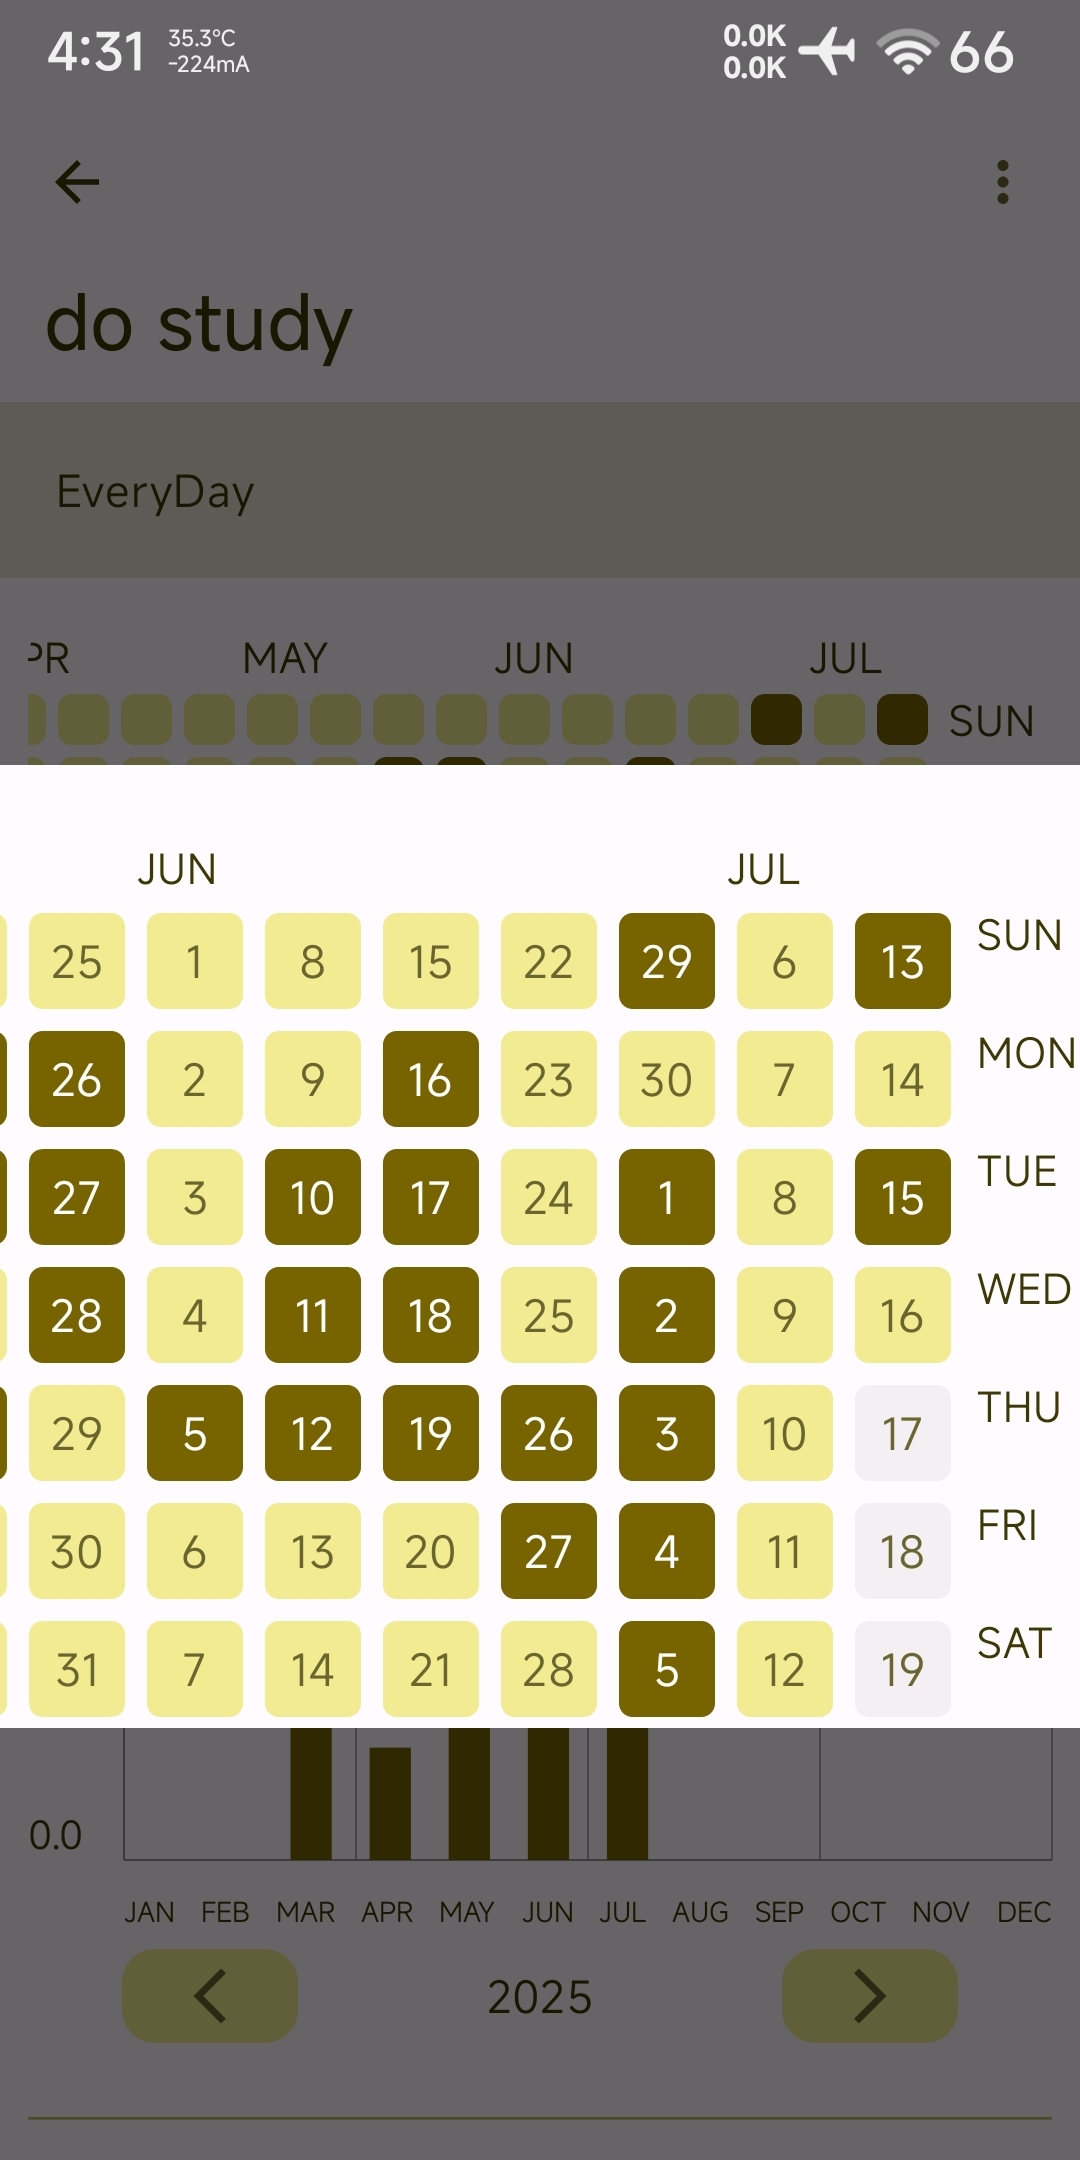 4:31 35.3°C -224mA 0.0K 0.0K 66
do study
EveryDay
PR MAY JUN JUL
SUN
JUN JUL
25 1 8 15 22 29 6 13 SUN
26 2 9 16 23 30 7 14 MON
27 3 10 17 24 1 8 15 TUE
28 4 11 18 25 2 9 16 WED
29 5 12 19 26 3 10 17 THU
30 6 13 20 27 4 11 18 FRI
31 7 14 21 28 5 12 19 SAT
0.0
JAN FEB MAR APR MAY JUN JUL AUG SEP OCT NOV DEC
2025